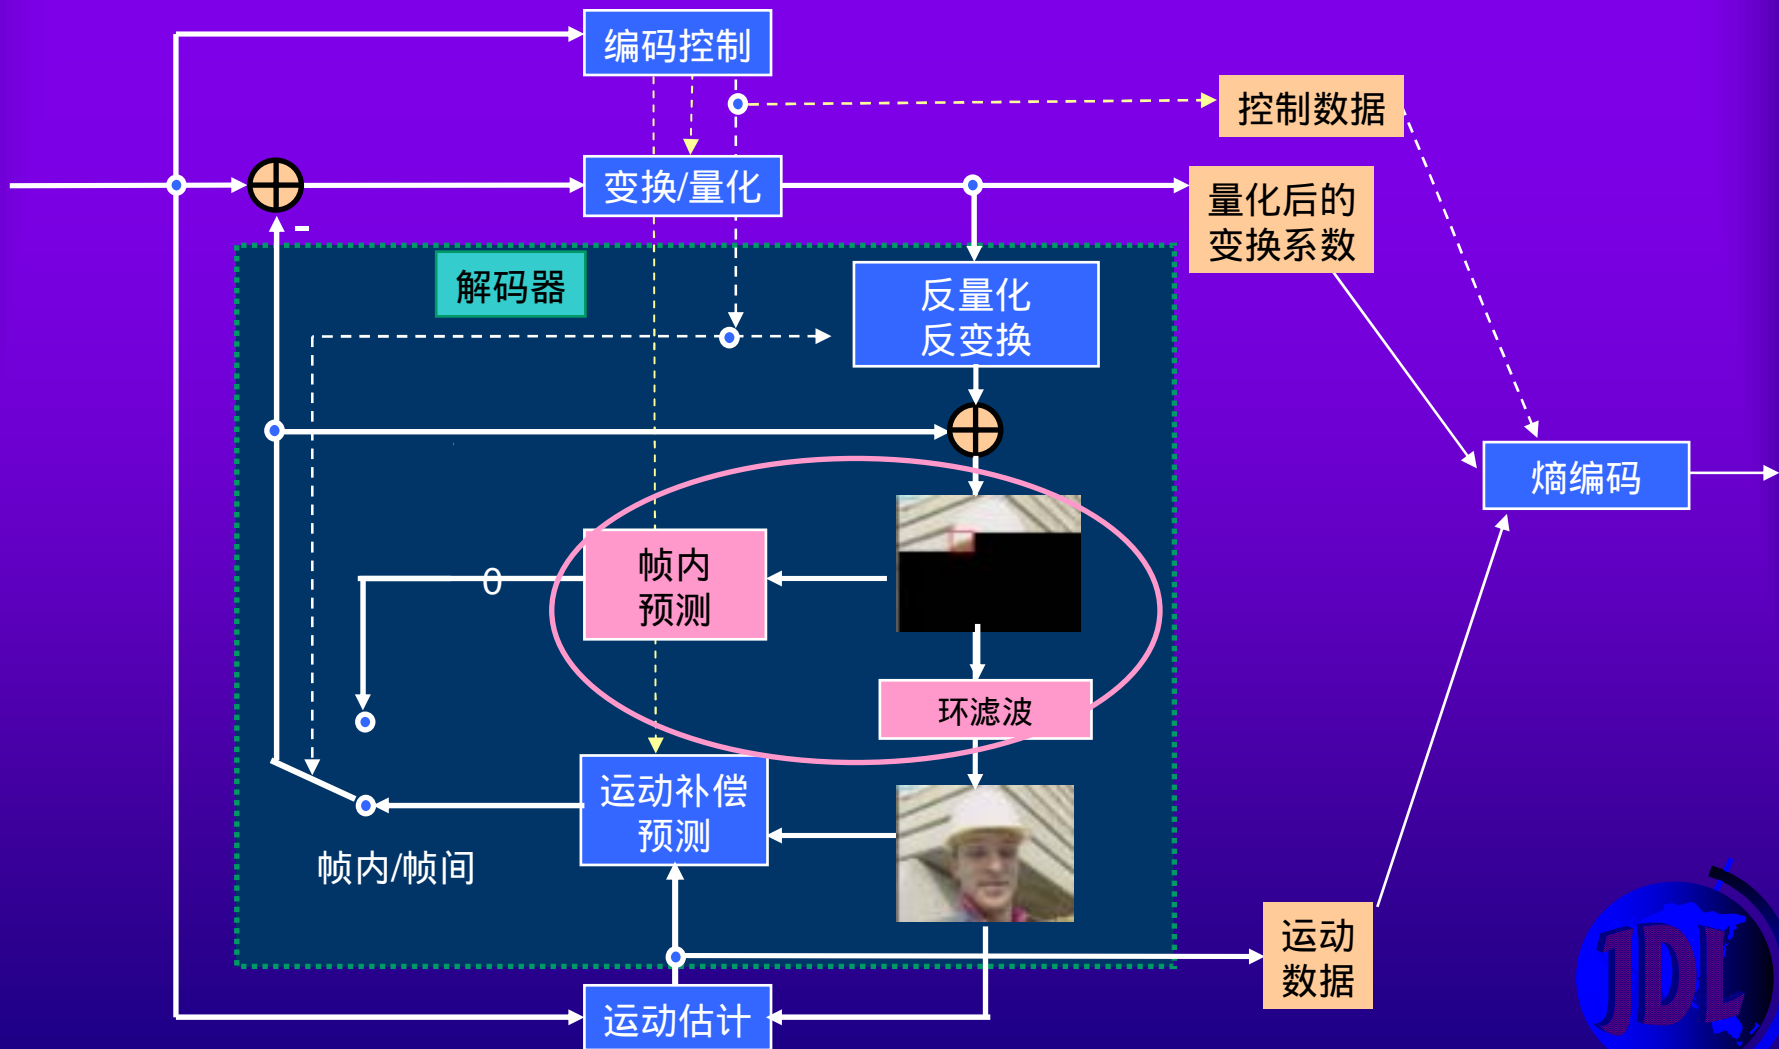 编码控制
控制数据
变换/量化
量化后的
变换系数
-
解码器
反量化
反变换
熵编码
帧内
预测
0
环滤波
运动补偿
预测
帧内/帧间
运动
数据
运动估计
JDL